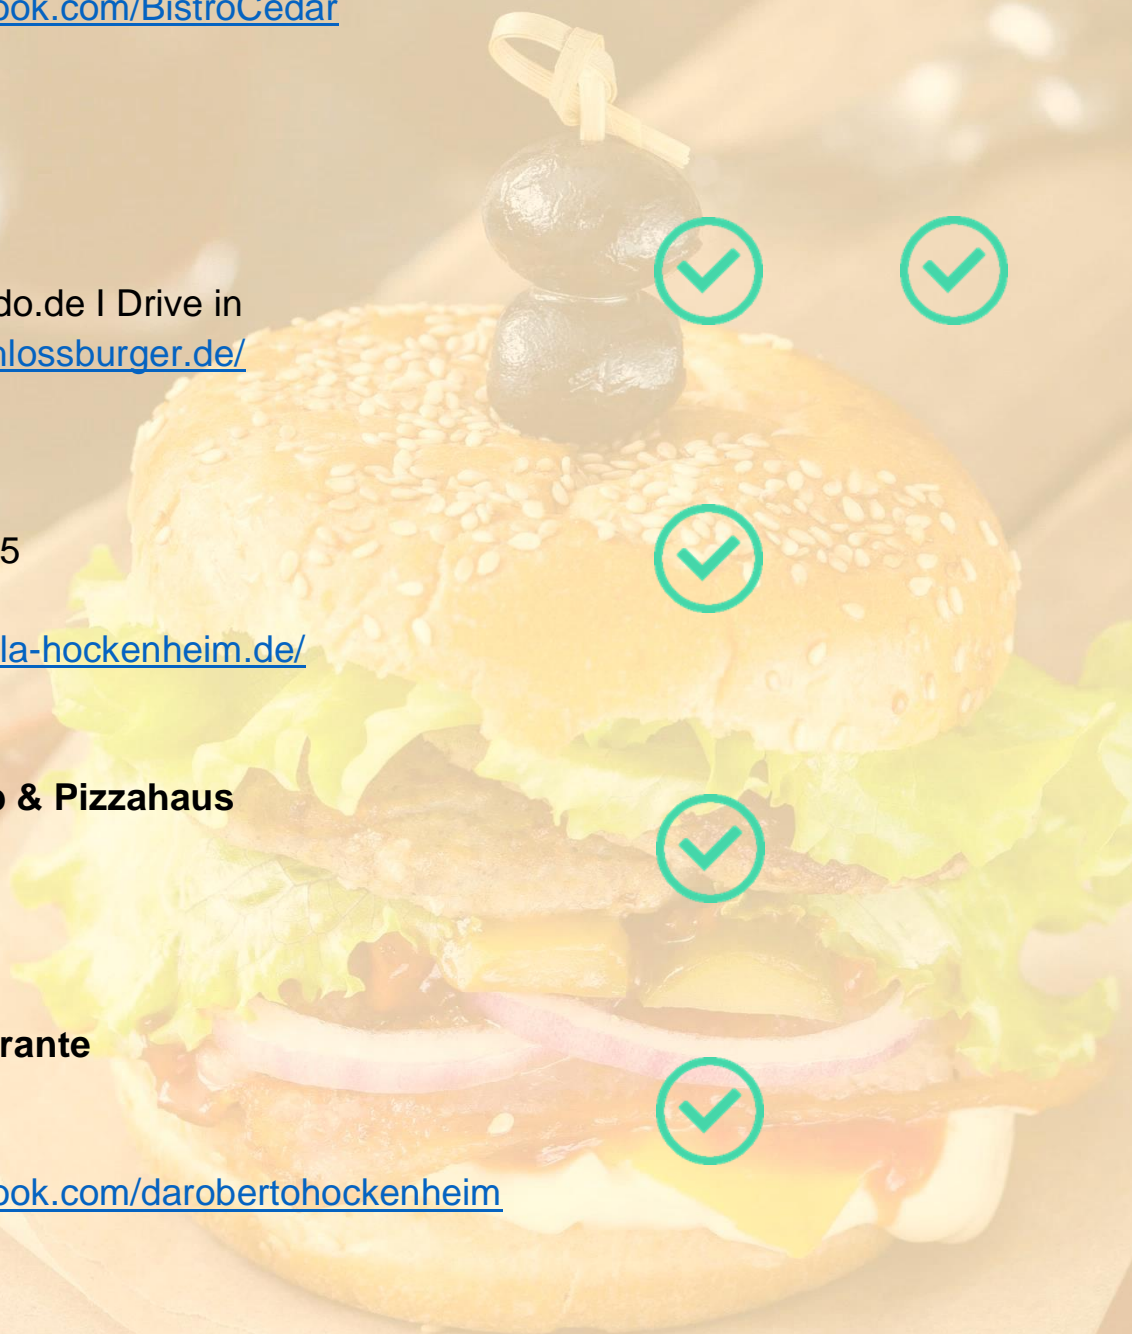 ook.com/BistroCedar
do.de I Drive in
hlossburger.de/
5
la-hockenheim.de/
& Pizzahaus
rante
ook.com/darobertohockenheim